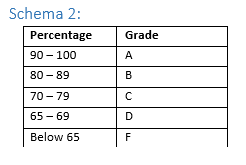 Schema 2:
Percentage Grade
90 – 100 A
80 – 89 B
70 – 79 C
65 – 69 D
Below 65 F